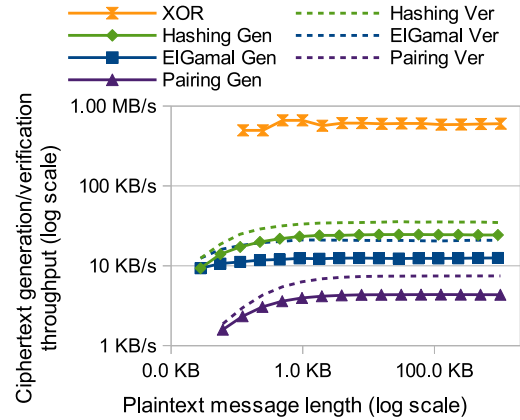 XOR
Hashing Gen
ElGamal Gen
Pairing Gen
Hashing Ver
ElGamal Ver
Pairing Ver
Ciphertext generation/verification
throughput (log scale)
1.00 MB/s
100 KB/s
10 KB/s
1 KB/s
0.0 KB
1.0 KB
100.0 KB
Plaintext message length (log scale)